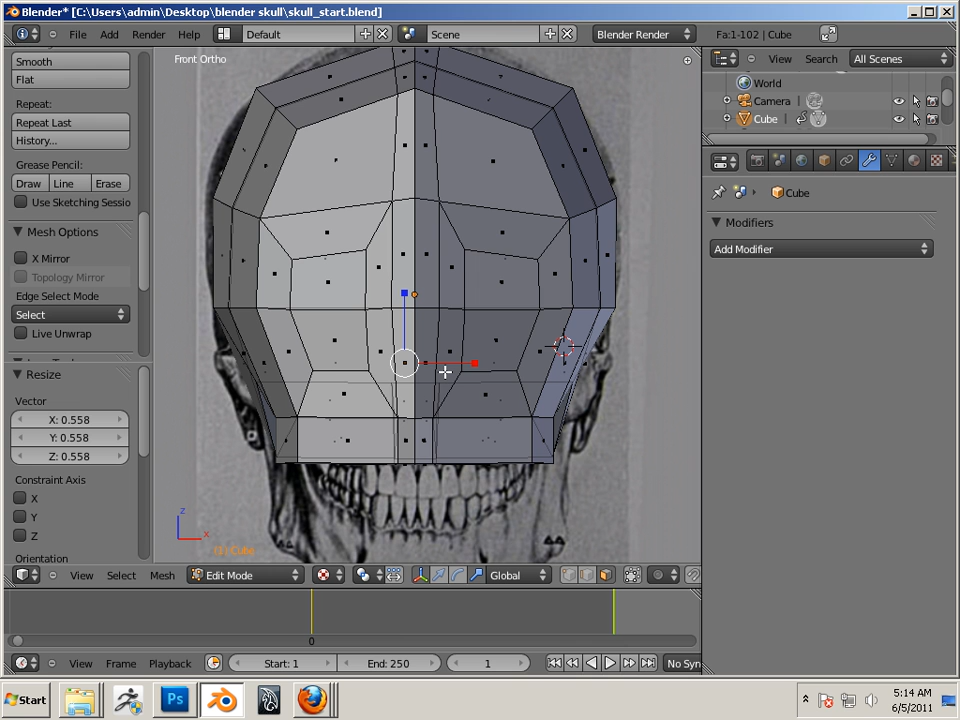 Blender* [C:\Users\admin\Desktop\blender skull\skull_start.blend]
File Add Render Help Default Scene Blender Render Fa:1-102 | Cube
Smooth
Flat
Repeat:
Repeat Last
History...
Grease Pencil:
Draw Line Erase
Use Sketching Sessio
Mesh Options
X Mirror
Topology Mirror
Edge Select Mode
Select
Live Unwrap
Resize
Vector
X: 0.558
Y: 0.558
Z: 0.558
Constraint Axis
X
Y
Z
Orientation
Front Ortho
z
x
(1) Cube
View Search All Scenes
World
Camera
Cube
Cube
Modifiers
Add Modifier
View Select Mesh Edit Mode Global
0
View Frame Playback Start: 1 End: 250 1 No Syn
Start Ps 5:14 AM
6/5/2011